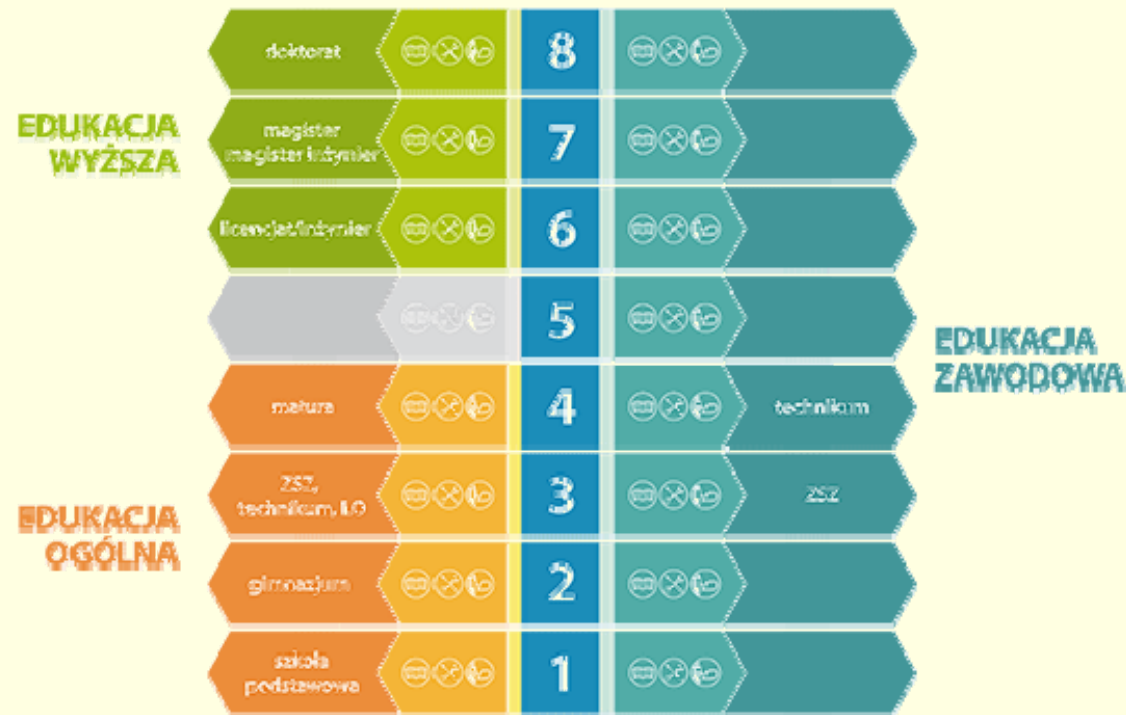 EDUKACJA
WYŻSZA
doktorat
8
magister
magister inżynier
7
licencjat/inżynier
6
5
EDUKACJA
ZAWODOWA
matura
4
technikum
EDUKACJA
OGÓLNA
ZSZ,
technikum, LO
3
ZSZ
gimnazjum
2
szkoła
podstawowa
1